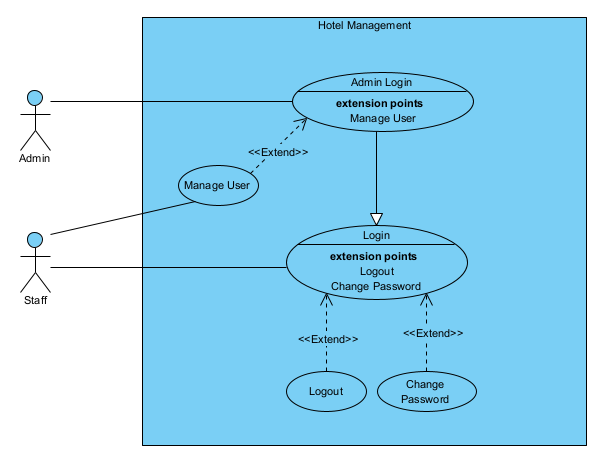 Hotel Management
Admin Login
extension points
Manage User
<<Extend>>
Admin
Manage User
Login
extension points
Logout
Change Password
Staff
<<Extend>>
<<Extend>>
Logout
Change
Password